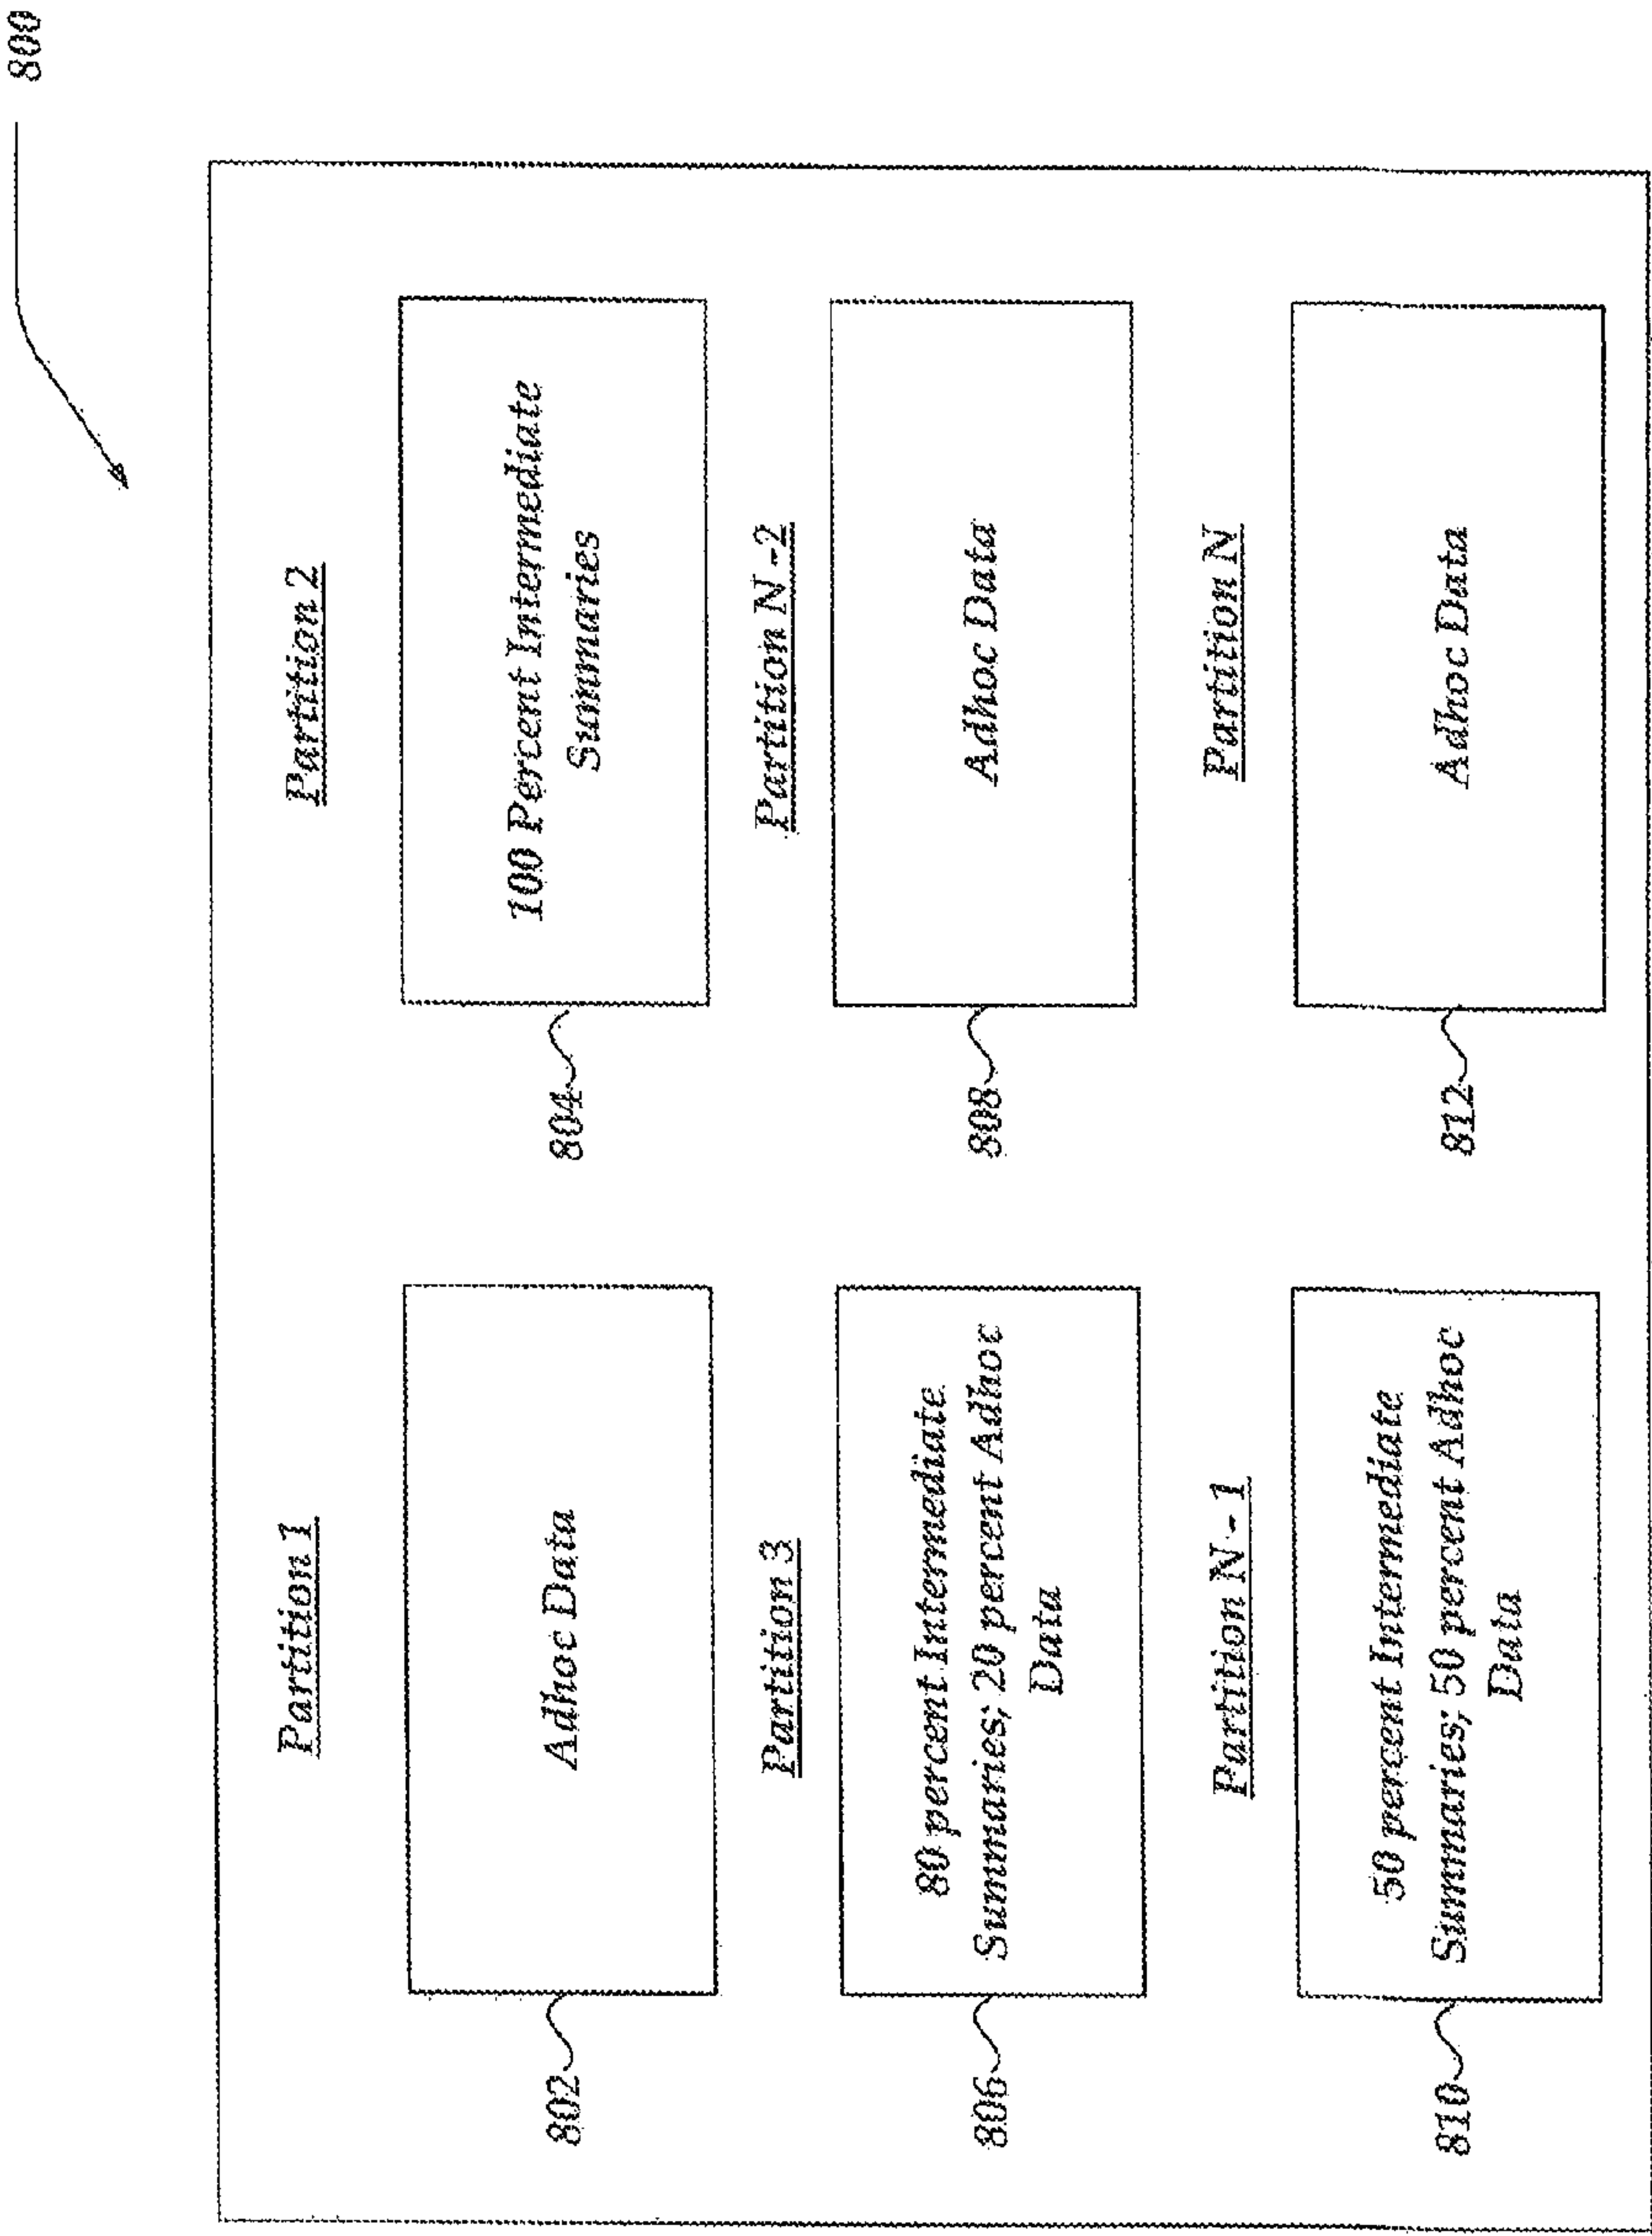 800
Partition 1
Partition 2
802
Adhoc Data
804
100 Percent Intermediate
Summaries
Partition 3
Partition N -2
806
80 percent Intermediate
Summaries; 20 percent Adhoc
Data
808
Adhoc Data
Partition N - 1
Partition N
810
50 percent Intermediate
Summaries; 50 percent Adhoc
Data
812
Adhoc Data